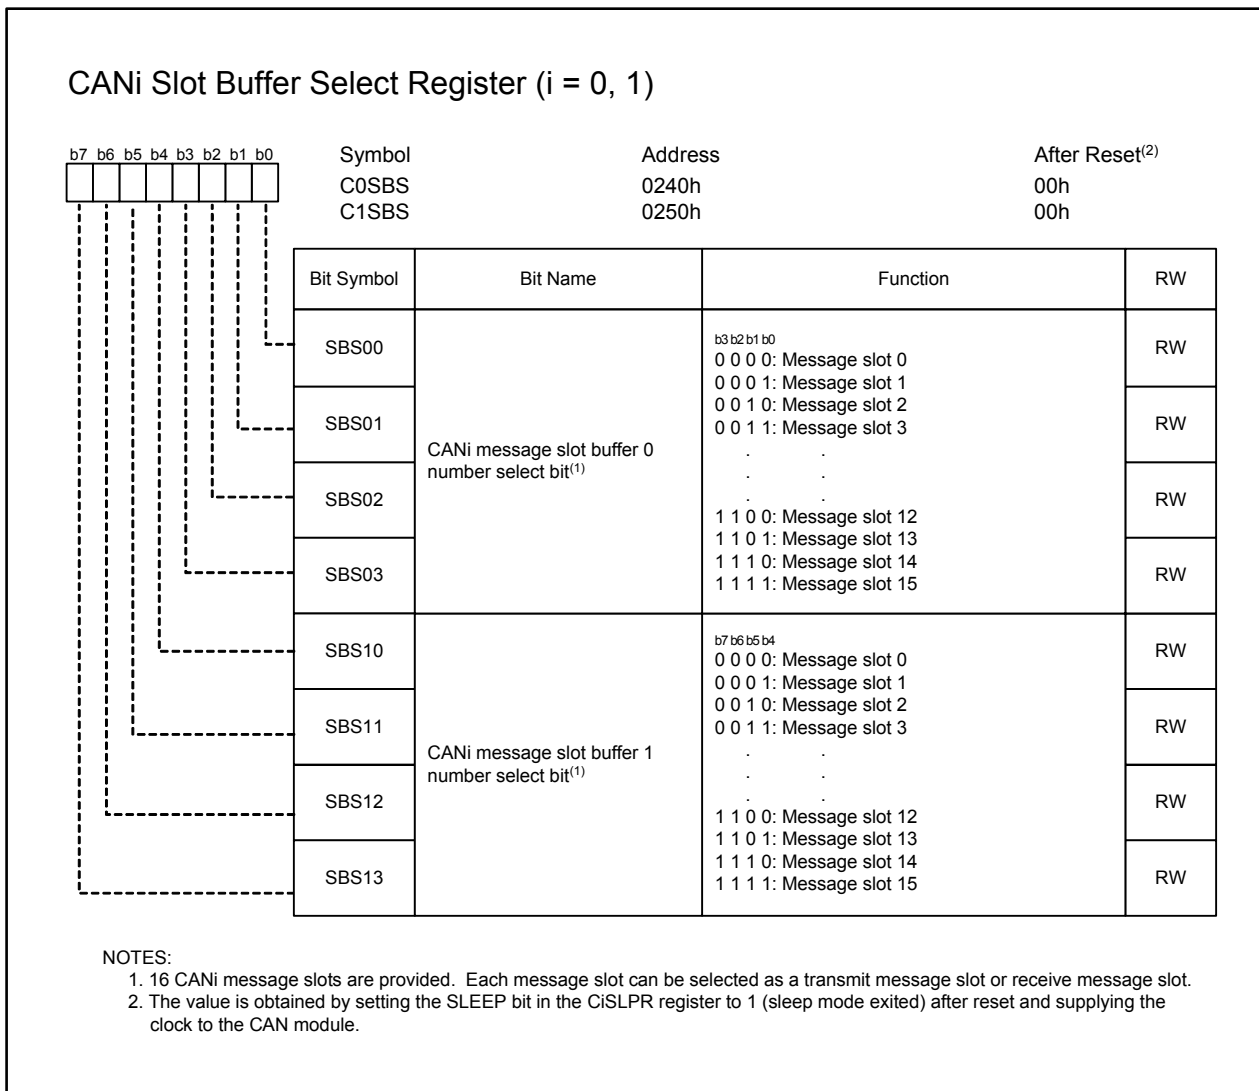 CANi Slot Buffer Select Register (i = 0, 1)
b7 b6 b5 b4 b3 b2 b1 b0
Symbol Address After Reset(2)
C0SBS 0240h 00h
C1SBS 0250h 00h
Bit Symbol Bit Name Function RW
SBS00 RW
SBS01 RW
SBS02 RW
SBS03 RW
CANi message slot buffer 0
number select bit(1)
b3 b2 b1 b0
0 0 0 0: Message slot 0
0 0 0 1: Message slot 1
0 0 1 0: Message slot 2
0 0 1 1: Message slot 3
. .
. .
. .
1 1 0 0: Message slot 12
1 1 0 1: Message slot 13
1 1 1 0: Message slot 14
1 1 1 1: Message slot 15
SBS10 RW
SBS11 RW
SBS12 RW
SBS13 RW
CANi message slot buffer 1
number select bit(1)
b7 b6 b5 b4
0 0 0 0: Message slot 0
0 0 0 1: Message slot 1
0 0 1 0: Message slot 2
0 0 1 1: Message slot 3
. .
. .
. .
1 1 0 0: Message slot 12
1 1 0 1: Message slot 13
1 1 1 0: Message slot 14
1 1 1 1: Message slot 15
NOTES:
1. 16 CANi message slots are provided. Each message slot can be selected as a transmit message slot or receive message slot.
2. The value is obtained by setting the SLEEP bit in the CiSLPR register to 1 (sleep mode exited) after reset and supplying the
clock to the CAN module.